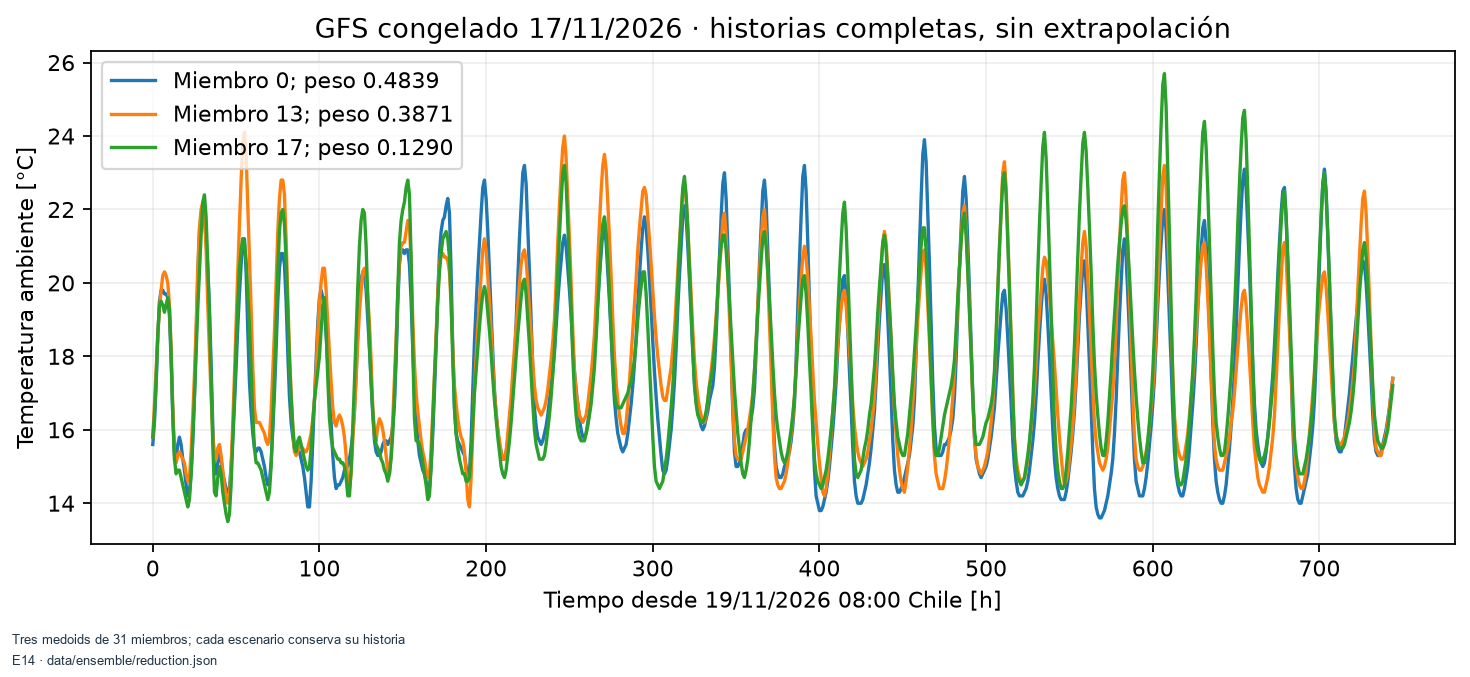 GFS congelado 17/11/2026 · historias completas, sin extrapolación
26
24
22
20
18
16
14
Temperatura ambiente [°C]
Miembro 0; peso 0.4839
Miembro 13; peso 0.3871
Miembro 17; peso 0.1290
0 100 200 300 400 500 600 700
Tiempo desde 19/11/2026 08:00 Chile [h]
Tres medoids de 31 miembros; cada escenario conserva su historia
E14 · data/ensemble/reduction.json